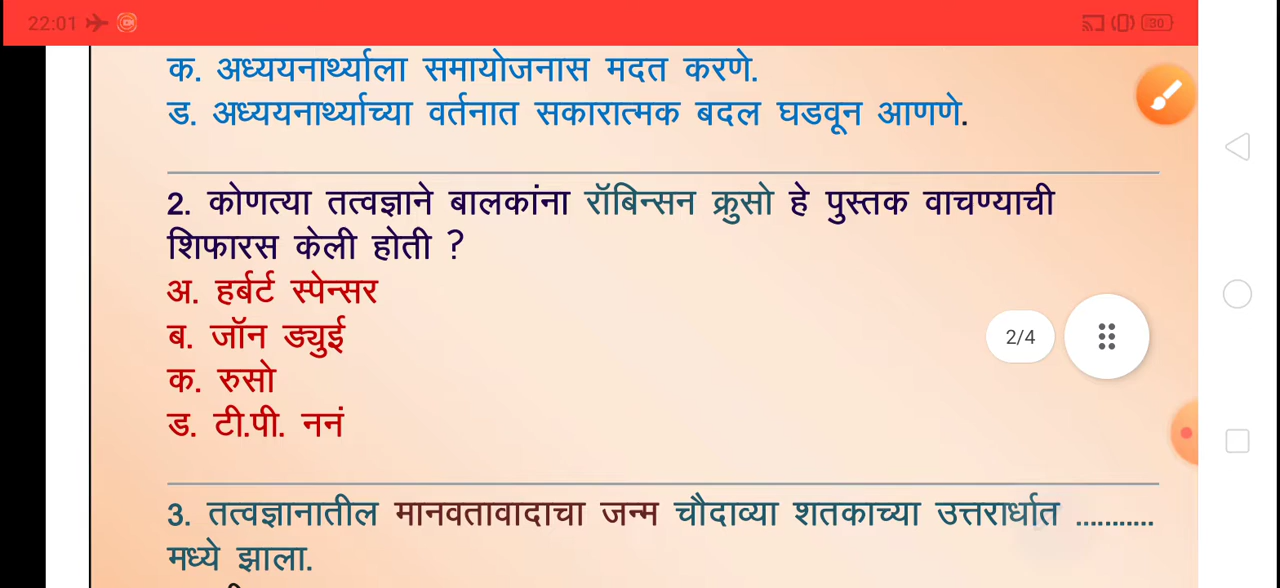 22:01
30
क. अध्ययनार्थ्याला समायोजनास मदत करणे.
ड. अध्ययनार्थ्याच्या वर्तनात सकारात्मक बदल घडवून आणणे.
2. कोणत्या तत्वज्ञाने बालकांना रॉबिन्सन क्रुसो हे पुस्तक वाचण्याची
शिफारस केली होती ?
अ. हर्बर्ट स्पेन्सर
ब. जॉन ड्युई
2/4
क. रुसो
ड. टी.पी. ननं
3. तत्वज्ञानातील मानवतावादाचा जन्म चौदाव्या शतकाच्या उत्तरार्धात ...........
मध्ये झाला.